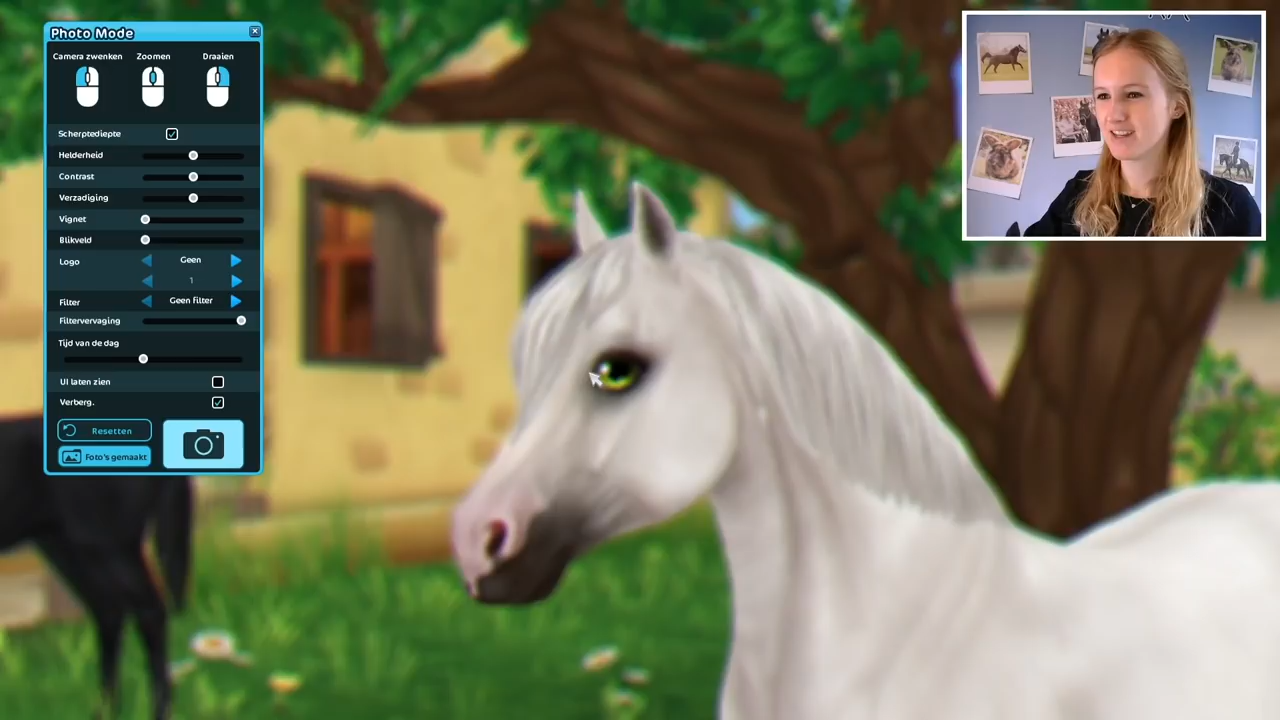 Photo Mode
Camera zwenken Zoomen Draaien
Scherptediepte
Helderheid
Contrast
Verzadiging
Vignet
Blikveld
Logo Geen
1
Filter Geen filter
Filtervervaging
Tijd van de dag
UI laten zien
Verberg.
Resetten
Foto's gemaakt